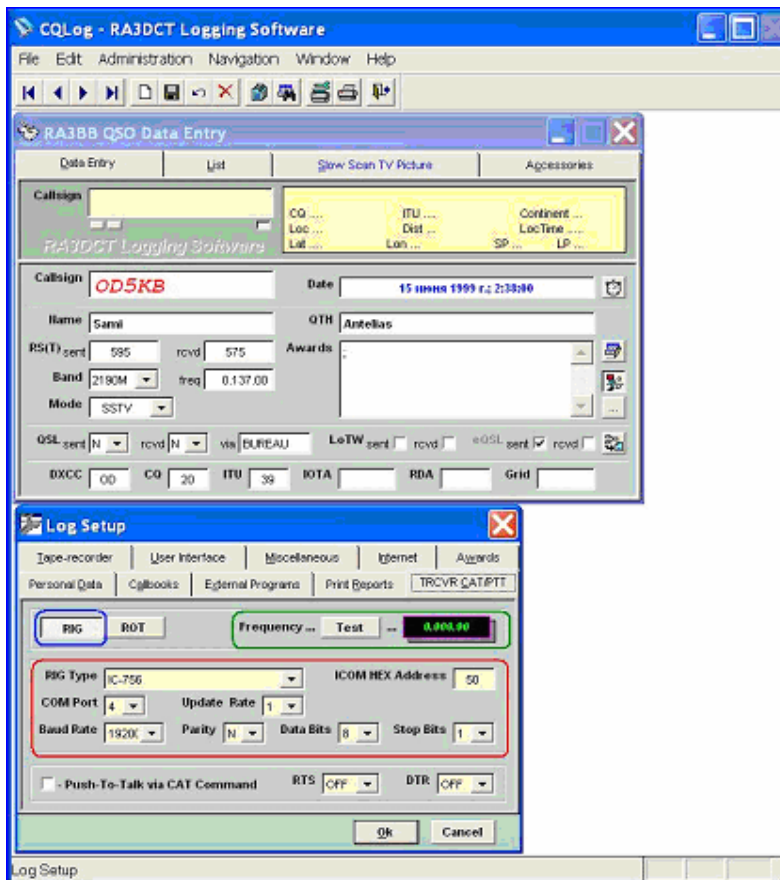 CQLog - RA3DCT Logging Software
File Edit Administration Navigation Window Help
RA3BB QSO Data Entry
Data Entry List Slow Scan TV Picture Accessories
Callsign
CQ .... ITU .... Continent ...
Loc ... Dist ... LocTime ....
Lat .... Lon ... SP ... LP ...
RA3DCT Logging Software
Callsign OD5KB Date 15 июня 1999 г.; 2:38:00
Name Sami QTH Antelias
RS(T) sent 595 rcvd 575 Awards ;
Band 2190M freq 0.137.00
Mode SSTV ...
QSL sent N rcvd N via BUREAU LoTW sent rcvd eQSL sent rcvd
DXCC OD CQ 20 ITU 39 IOTA RDA Grid
Log Setup
Tape-recorder User Interface Miscellaneous Internet Awards
Personal Data Callbooks External Programs Print Reports TRCVR CAT/PTT
RIG ROT Frequency ... Test ... 0.000.00
RIG Type IC-756 ICOM HEX Address 50
COM Port 4 Update Rate 1
Baud Rate 1920( Parity N Data Bits 8 Stop Bits 1
- Push-To-Talk via CAT Command RTS OFF DTR OFF
Ok Cancel
Log Setup